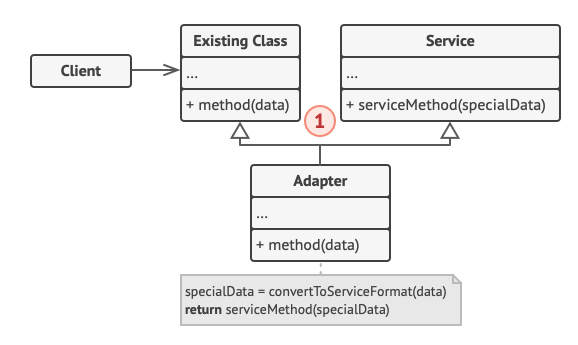 Client
Existing Class
...
+ method(data)
Service
...
+ serviceMethod(specialData)
1
Adapter
...
+ method(data)
specialData = convertToServiceFormat(data)
return serviceMethod(specialData)